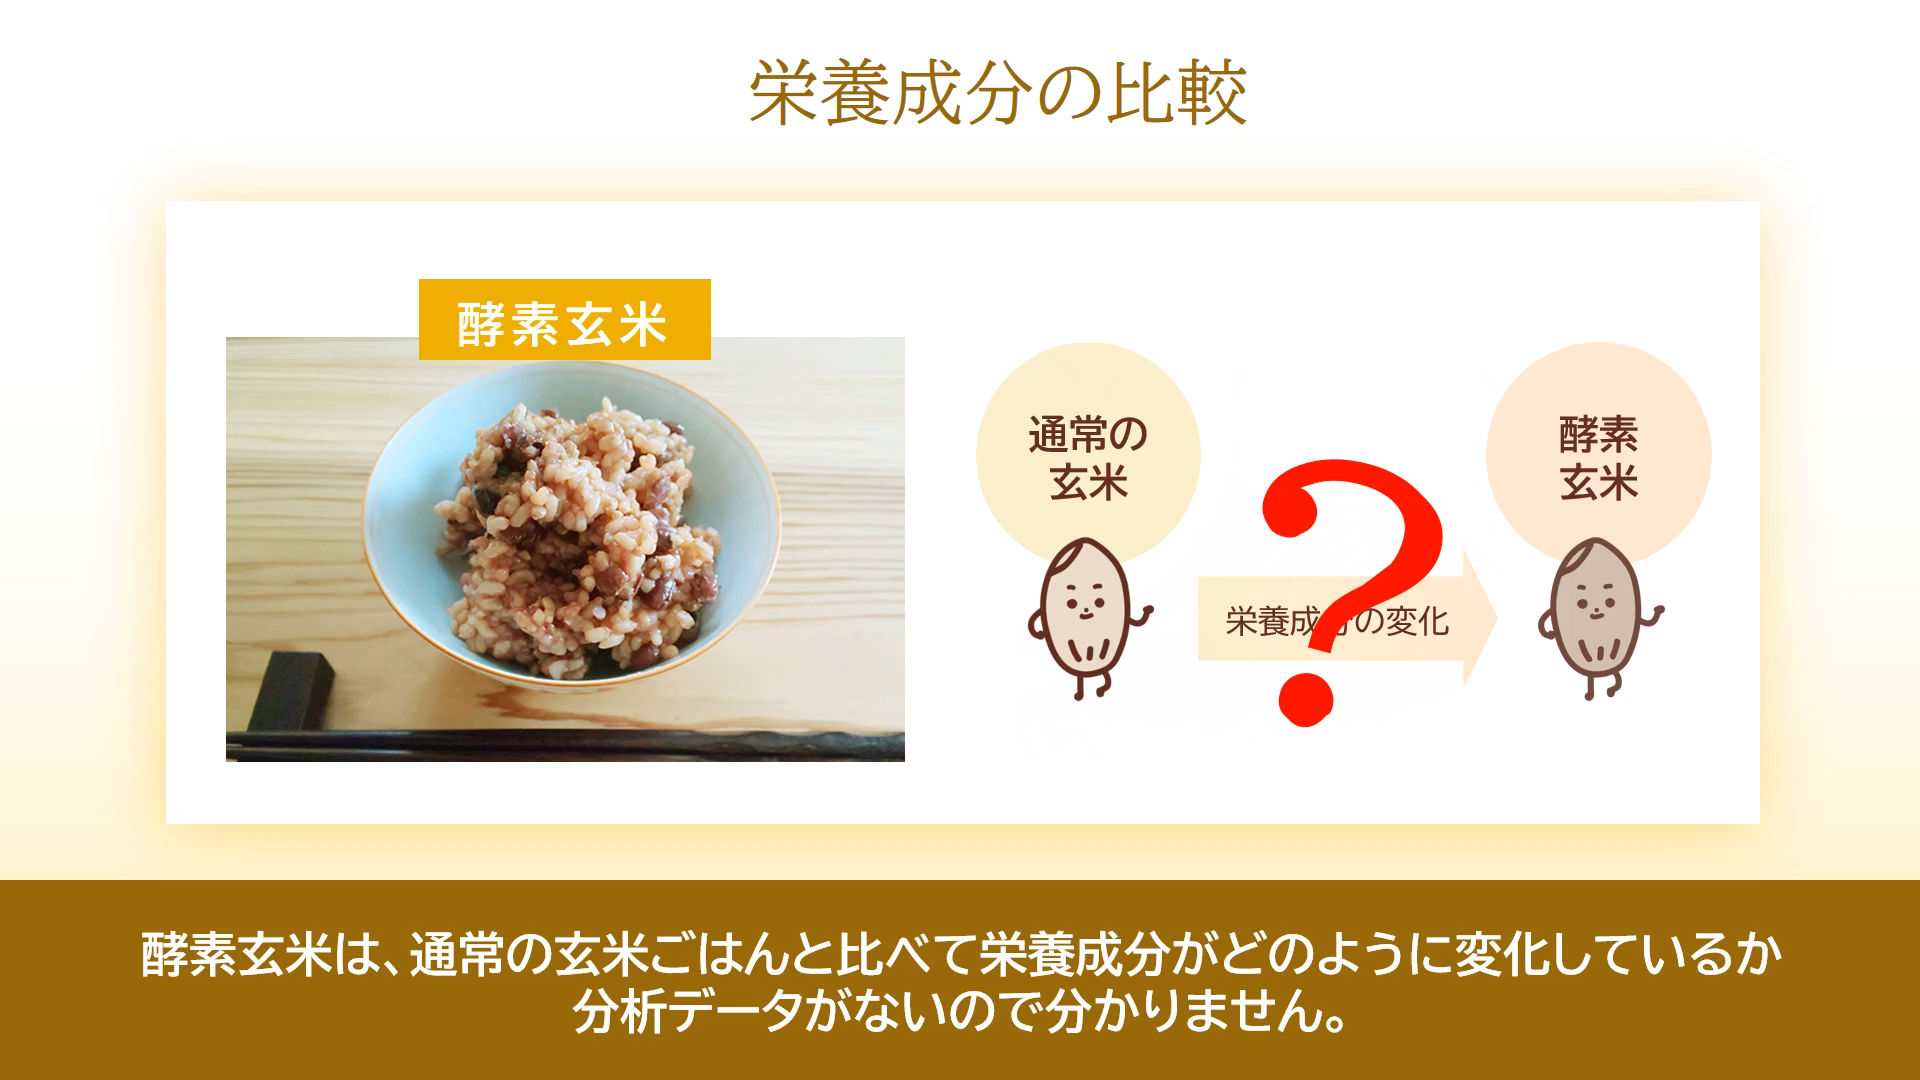 栄養成分の比較
酵素玄米
通常の
玄米
酵素
玄米
栄養成分の変化
?
酵素玄米は、通常の玄米ごはんと比べて栄養成分がどのように変化しているか
分析データがないので分かりません。